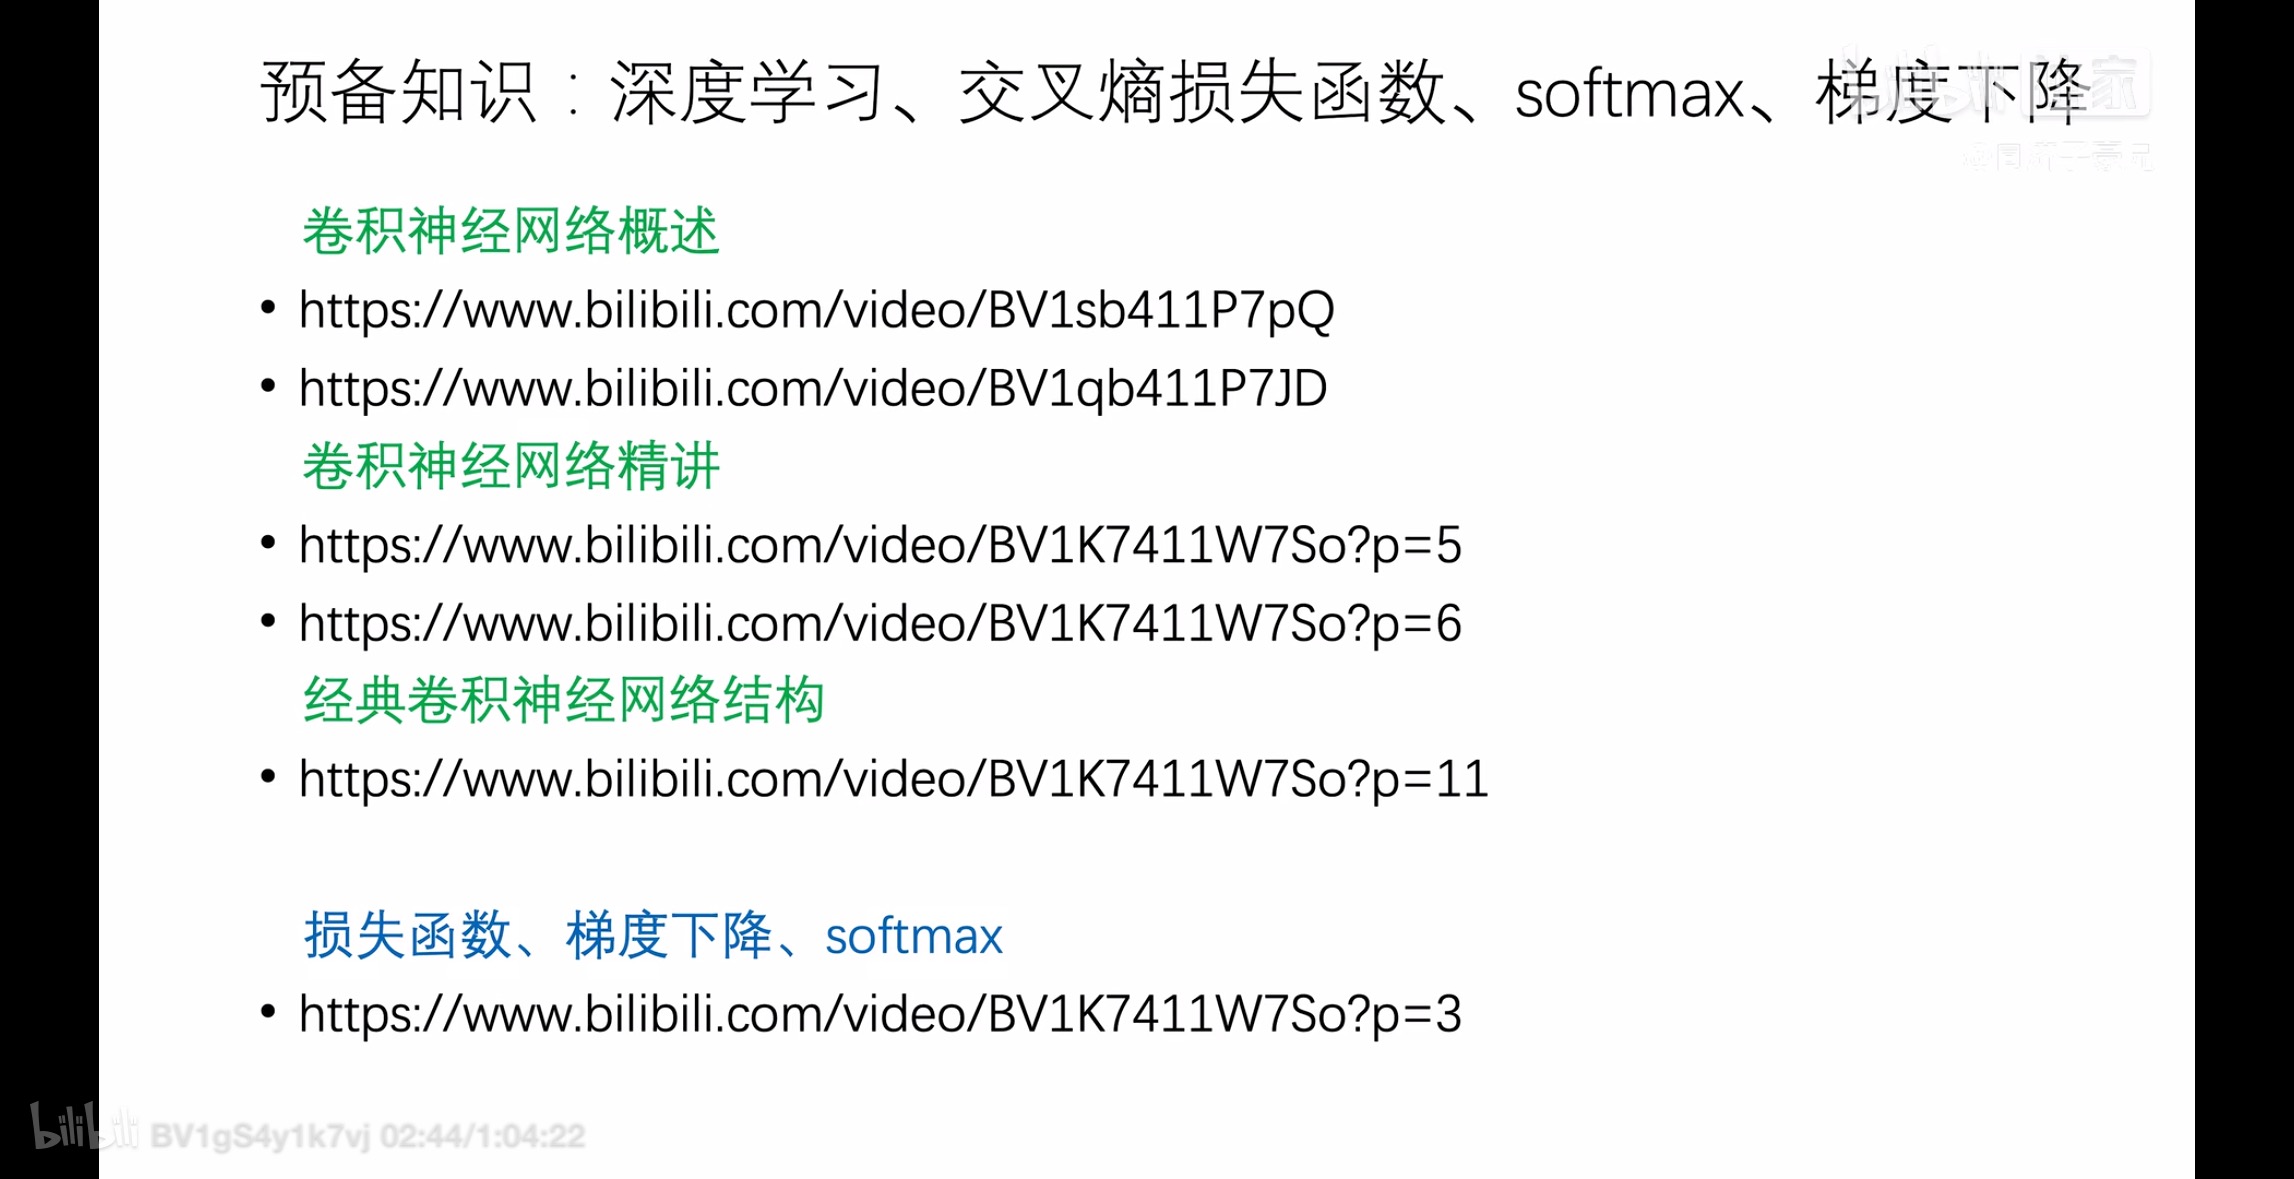 预备知识：深度学习、交叉熵损失函数、softmax、梯度下降
卷积神经网络概述
• https://www.bilibili.com/video/BV1sb411P7pQ
• https://www.bilibili.com/video/BV1qb411P7JD
卷积神经网络精讲
• https://www.bilibili.com/video/BV1K7411W7So?p=5
• https://www.bilibili.com/video/BV1K7411W7So?p=6
经典卷积神经网络结构
• https://www.bilibili.com/video/BV1K7411W7So?p=11
损失函数、梯度下降、softmax
• https://www.bilibili.com/video/BV1K7411W7So?p=3
bilibili BV1gS4y1k7vj 02:44/1:04:22